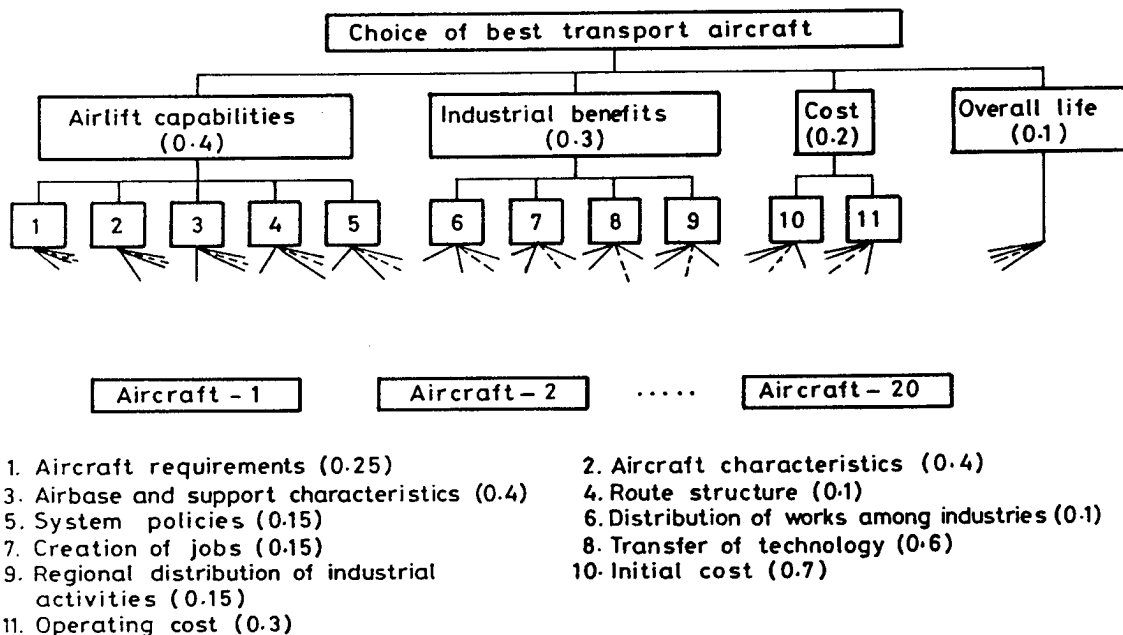 Choice of best transport aircraft
Airlift capabilities
(0.4)
Industrial benefits
(0.3)
Cost
(0.2)
Overall life
(0.1)
1 2 3 4 5 6 7 8 9 10 11
Aircraft - 1 Aircraft - 2 ..... Aircraft - 20
1. Aircraft requirements (0.25)
2. Aircraft characteristics (0.4)
3. Airbase and support characteristics (0.4)
4. Route structure (0.1)
5. System policies (0.15)
6. Distribution of works among industries (0.1)
7. Creation of jobs (0.15)
8. Transfer of technology (0.6)
9. Regional distribution of industrial
activities (0.15)
10. Initial cost (0.7)
11. Operating cost (0.3)